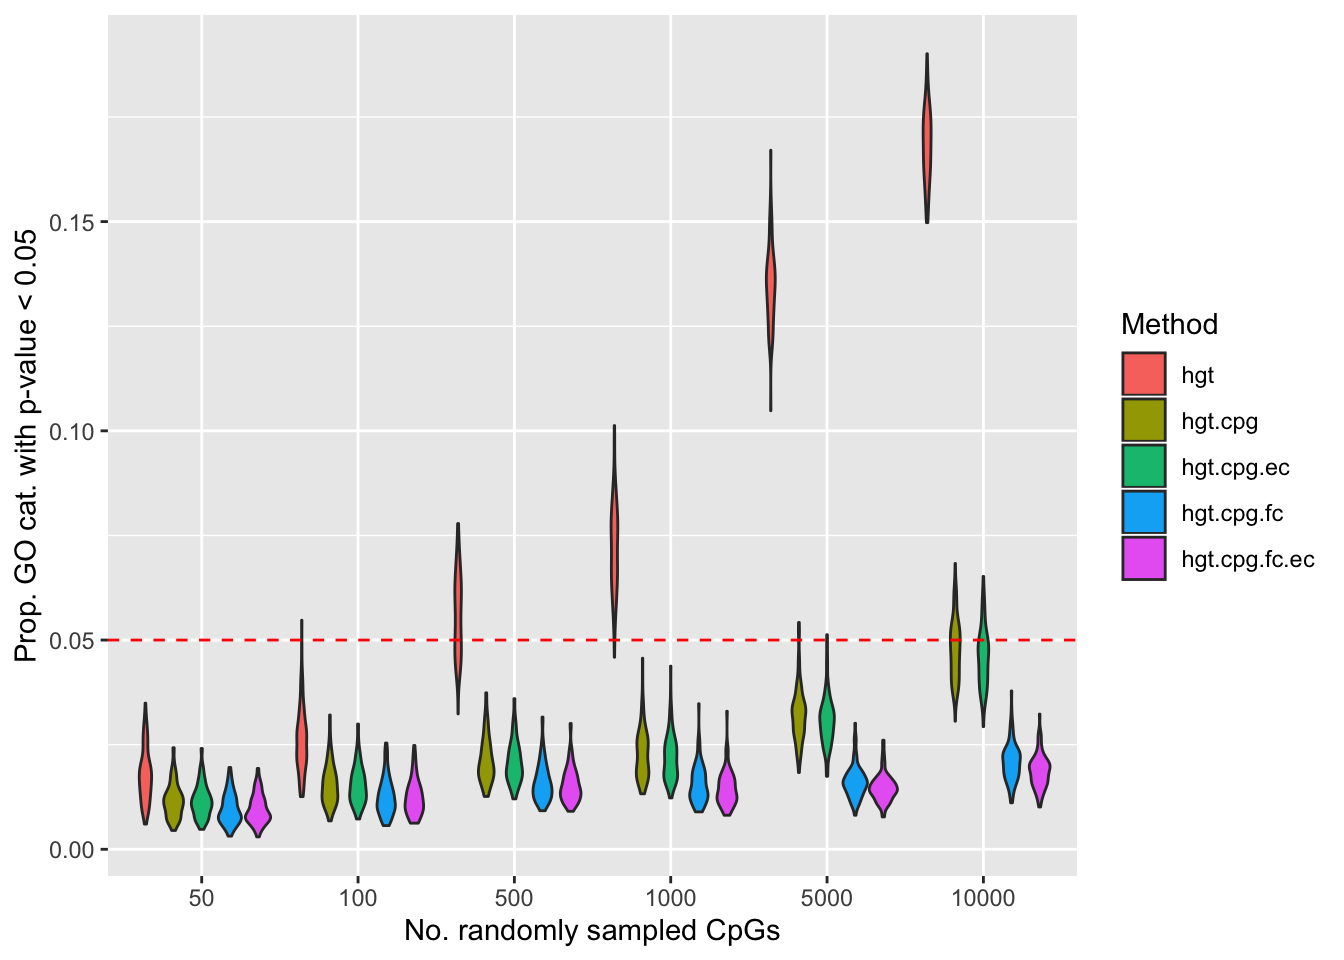 Prop. GO cat. with p-value < 0.05
0.15
0.10
0.05
0.00
50
100
500
1000
5000
10000
No. randomly sampled CpGs
Method
hgt
hgt.cpg
hgt.cpg.ec
hgt.cpg.fc
hgt.cpg.fc.ec